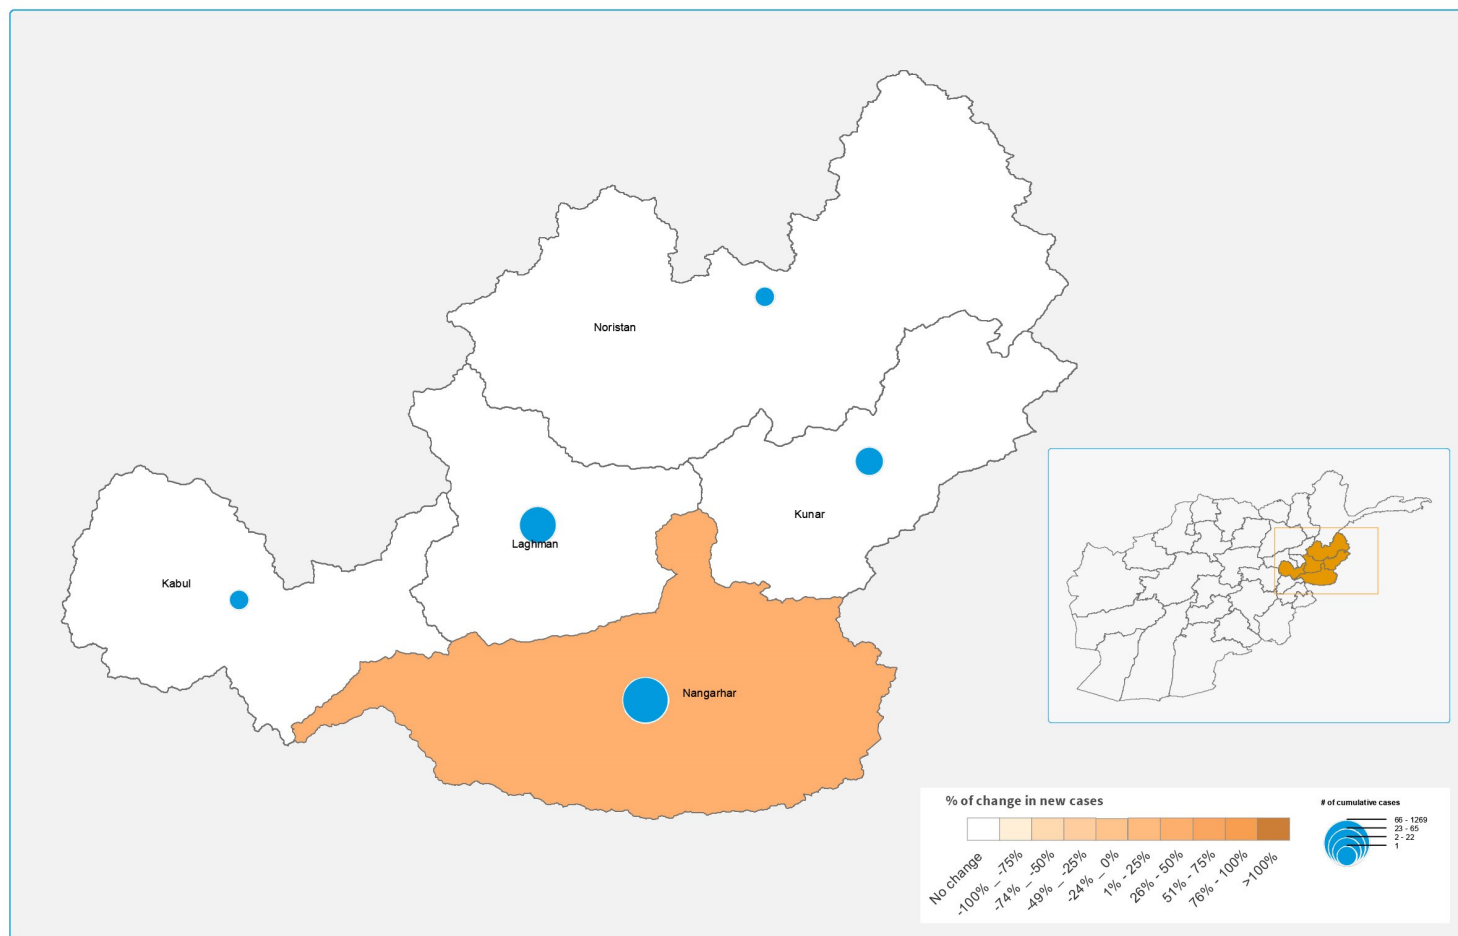 Noristan
Kunar
Laghman
Kabul
Nangarhar
% of change in new cases
No change
-100% – -75%
-74% – -50%
-49% – -25%
-24% – 0%
1% - 25%
26% - 50%
51% - 75%
76% - 100%
>100%
# of cumulative cases
66 - 1269
23 - 65
2 - 22
1